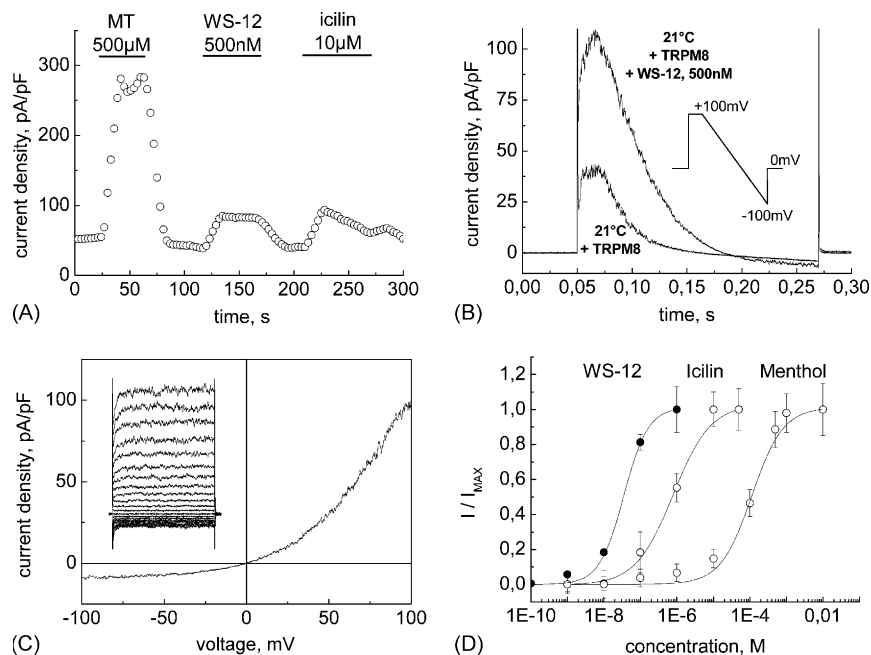 MT WS-12 icilin
500µM 500nM 10µM
400
300
200
100
0
current density, pA/pF
0 50 100 150 200 250 300
time, s
(A)
100
75
50
25
0
current density, pA/pF
21°C
+ TRPM8
+ WS-12, 500nM
+100mV
0mV
-100mV
21°C
+ TRPM8
0,00 0,05 0,10 0,15 0,20 0,25 0,30
time, s
(B)
100
50
0
current density, pA/pF
-100 -50 0 50 100
voltage, mV
(C)
WS-12 Icilin Menthol
1,2
1,0
0,8
0,6
0,4
0,2
0,0
I / IMAX
1E-10 1E-8 1E-6 1E-4 0,01
concentration, M
(D)